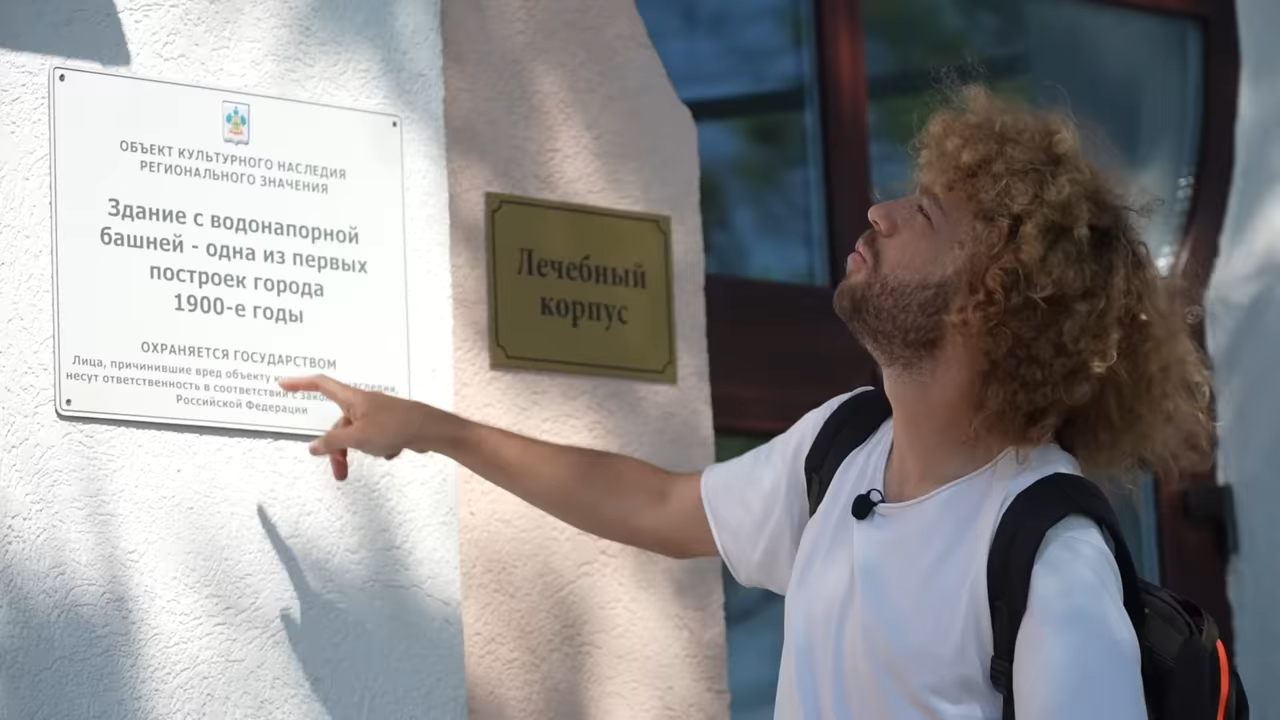 ОБЪЕКТ КУЛЬТУРНОГО НАСЛЕДИЯ
РЕГИОНАЛЬНОГО ЗНАЧЕНИЯ
Здание с водонапорной
башней - одна из первых
построек города
1900-е годы
ОХРАНЯЕТСЯ ГОСУДАРСТВОМ
Лица, причинившие вред объекту наследия,
несут ответственность в соответствии с
Российской Федерации
Лечебный
корпус